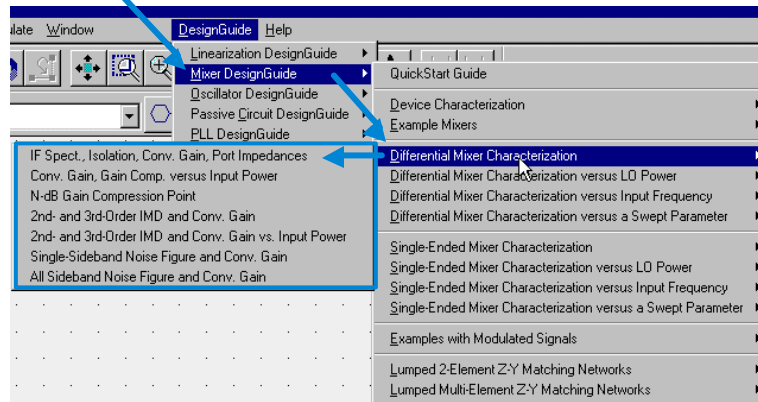 Window
DesignGuide
Help
Linearization DesignGuide
Mixer DesignGuide
Oscillator DesignGuide
Passive Circuit DesignGuide
PLL DesignGuide
QuickStart Guide
Device Characterization
Example Mixers
Differential Mixer Characterization
Differential Mixer Characterization versus LO Power
Differential Mixer Characterization versus Input Frequency
Differential Mixer Characterization versus a Swept Parameter
Single-Ended Mixer Characterization
Single-Ended Mixer Characterization versus LO Power
Single-Ended Mixer Characterization versus Input Frequency
Single-Ended Mixer Characterization versus a Swept Parameter
Examples with Modulated Signals
Lumped 2-Element Z-Y Matching Networks
Lumped Multi-Element Z-Y Matching Networks
IF Spect., Isolation, Conv. Gain, Port Impedances
Conv. Gain, Gain Comp. versus Input Power
N-dB Gain Compression Point
2nd- and 3rd-Order IMD and Conv. Gain
2nd- and 3rd-Order IMD and Conv. Gain vs. Input Power
Single-Sideband Noise Figure and Conv. Gain
All Sideband Noise Figure and Conv. Gain